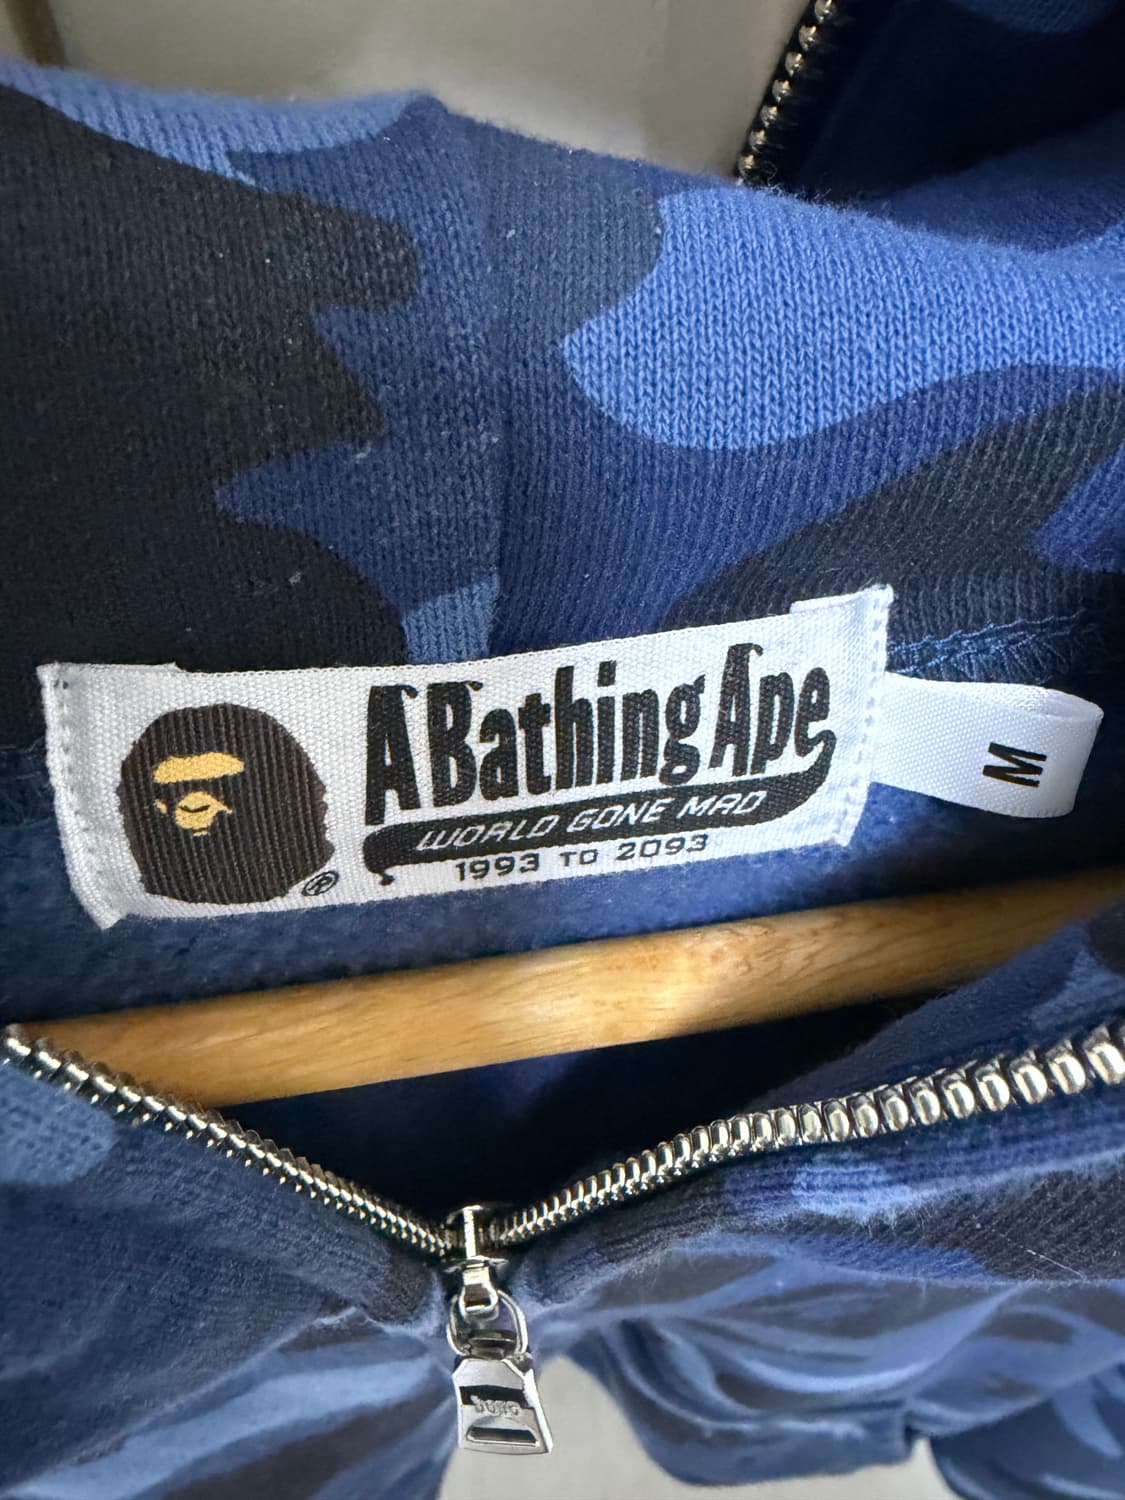 A Bathing Ape
WORLD GONE MAD
1993 TO 2093
®
M